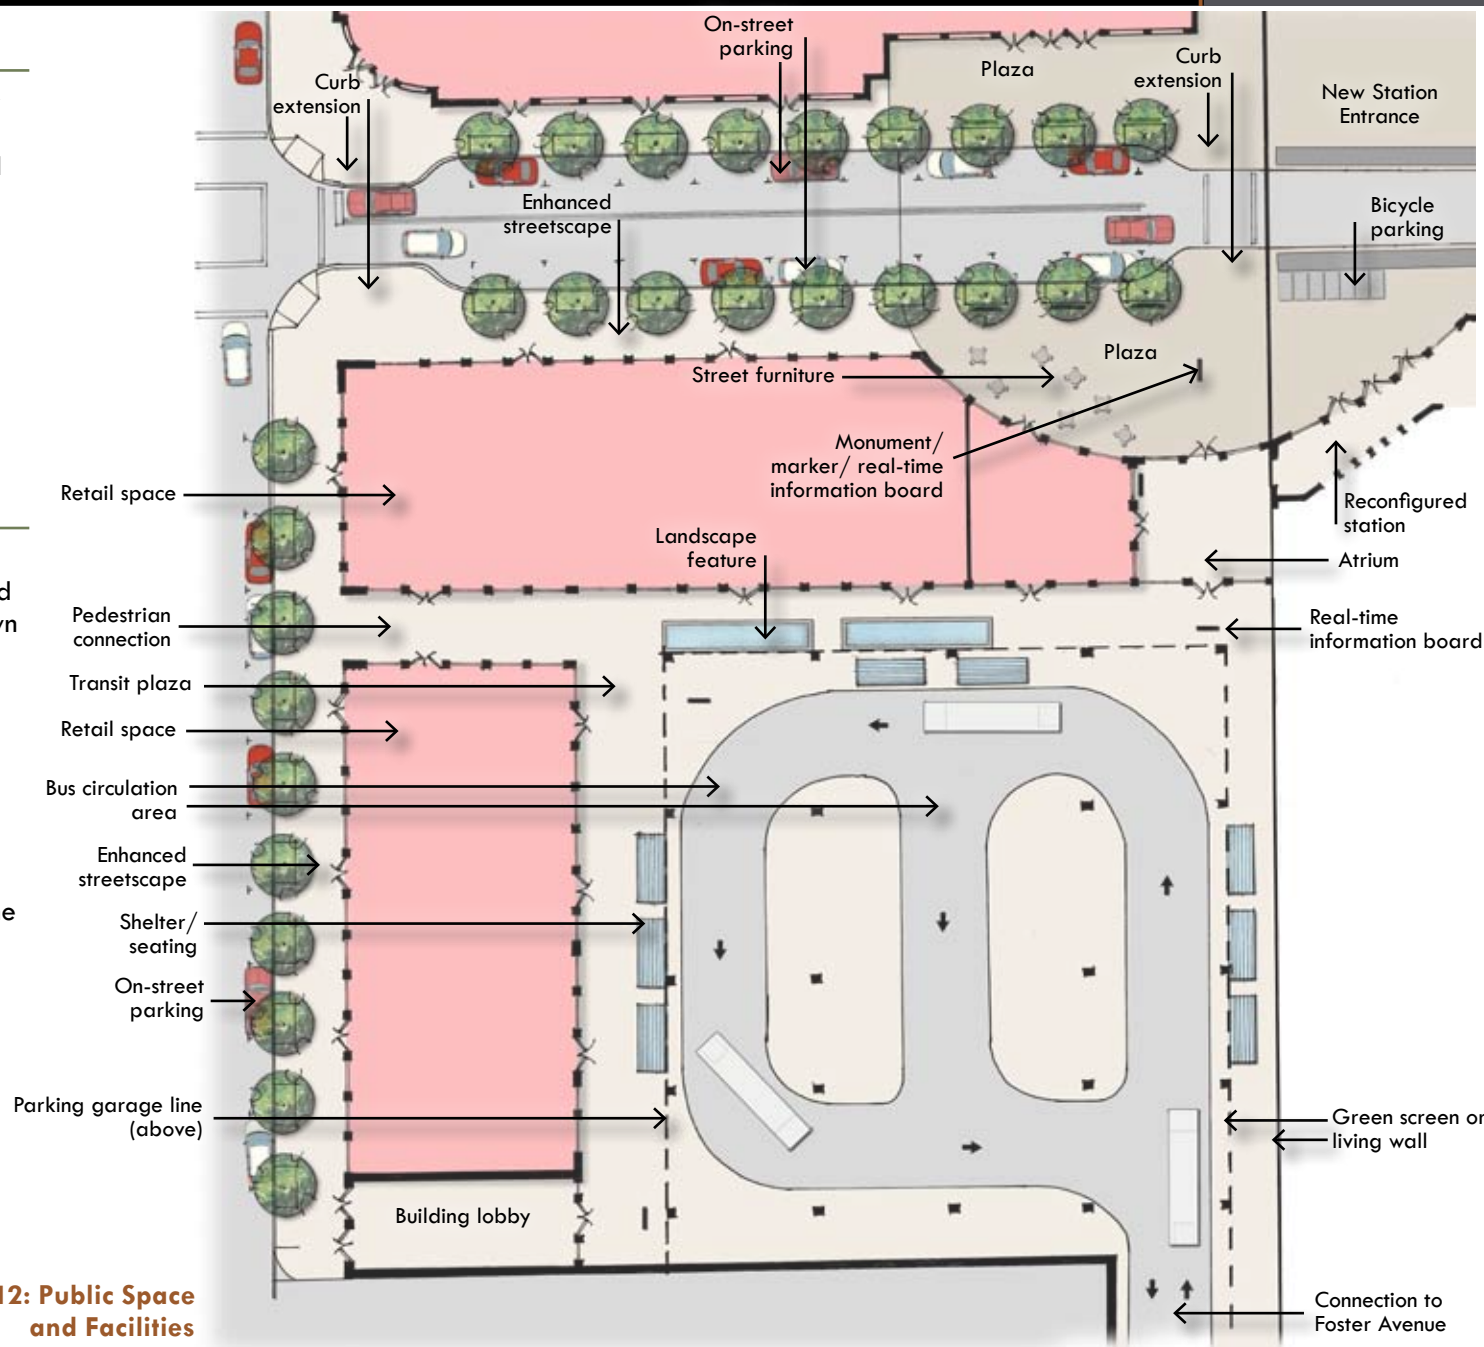 On-street
parking
Curb
extension
Plaza
Curb
extension
New Station
Entrance
Enhanced
streetscape
Bicycle
parking
Plaza
Street furniture
Monument/
marker/ real-time
information board
Retail space
Reconfigured
station
Landscape
feature
Atrium
d
wn
Pedestrian
connection
Real-time
information board
Transit plaza
Retail space
Bus circulation
area
Enhanced
streetscape
e
Shelter/
seating
On-street
parking
Parking garage line
(above)
Green screen or
living wall
Building lobby
12: Public Space
and Facilities
Connection to
Foster Avenue